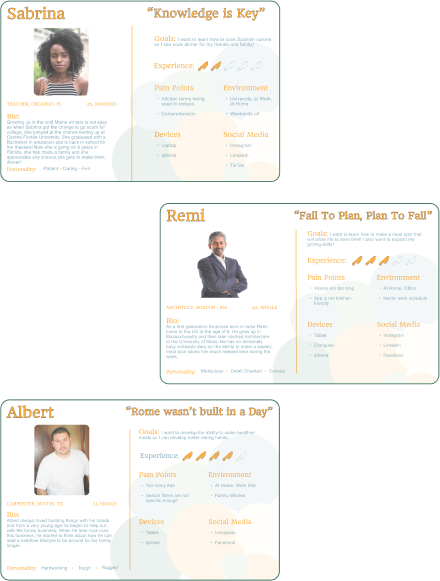 Sabrina
“Knowledge is Key”
Goals: I want to learn how to cook Spanish cuisine
so I can cook dinner for my friends and family!
Experience:
TEACHER, ORLANDO, FL
26, MARRIED
Bio:
Growing up in the cold Maine winters is not easy
so when Sabrina got the chance to go south for
college, she jumped at the chance ending up at
Central Florida University. She graduated with a
Bachelors in education and is back in school for
her masters! Now she is going on 8 years in
Florida, she has made a family and she
appreciates any chance she gets to make them
dinner!
Personality: Patient - Caring - Fun
Pain Points
Kitchen terms being
used in recipes
Comprehension
Environment
University, at Work,
at Home
Weekends off
Devices
Laptop
Iphone
Social Media
Instagram
LinkedIn
TikTok
Remi
“Fail To Plan, Plan To Fail”
Goals: I want to learn how to make a meal plan that
will allow me to save time! I also want to expand my
grilling skills!
Experience:
ARCHITECT, BOSTON, MA
SINGLE
Bio:
As a first generation American born in India Remi
came to the US at the age of 8. He grew up in
Massachusetts and then later studied Architecture
at the University of Mass. He has an extremely
busy schedule, so the ability to make a weekly
meal plan saves him much needed time during the
week.
Personality: Meticulous - Detail Oriented - Curious
Pain Points
Videos are too long
App is not kitchen
friendly
Environment
At Home, Office
Hectic work schedule
Devices
Tablet
Computer
Iphone
Social Media
Instagram
LinkedIn
Facebook
Albert
“Rome wasn't built in a Day”
Goals: I want to develop the ability to make healthier
meals so I can develop better eating habits.
Experience:
CARPENTER, AUSTIN, TX
SINGLE
Bio:
Albert always loved building things with his hands
and from a very young age he began to help out
with the family business. When he now looks over
this business, he thinks about how he can
lead a healthier lifestyle to be around for his family
longer.
Personality: Hardworking - Tough - Rugged
Pain Points
Too many Ads
Search filters are not
specific enough
Environment
At Home, Work Site
Family Minded
Devices
Tablet
Iphone
Social Media
Instagram
Facebook